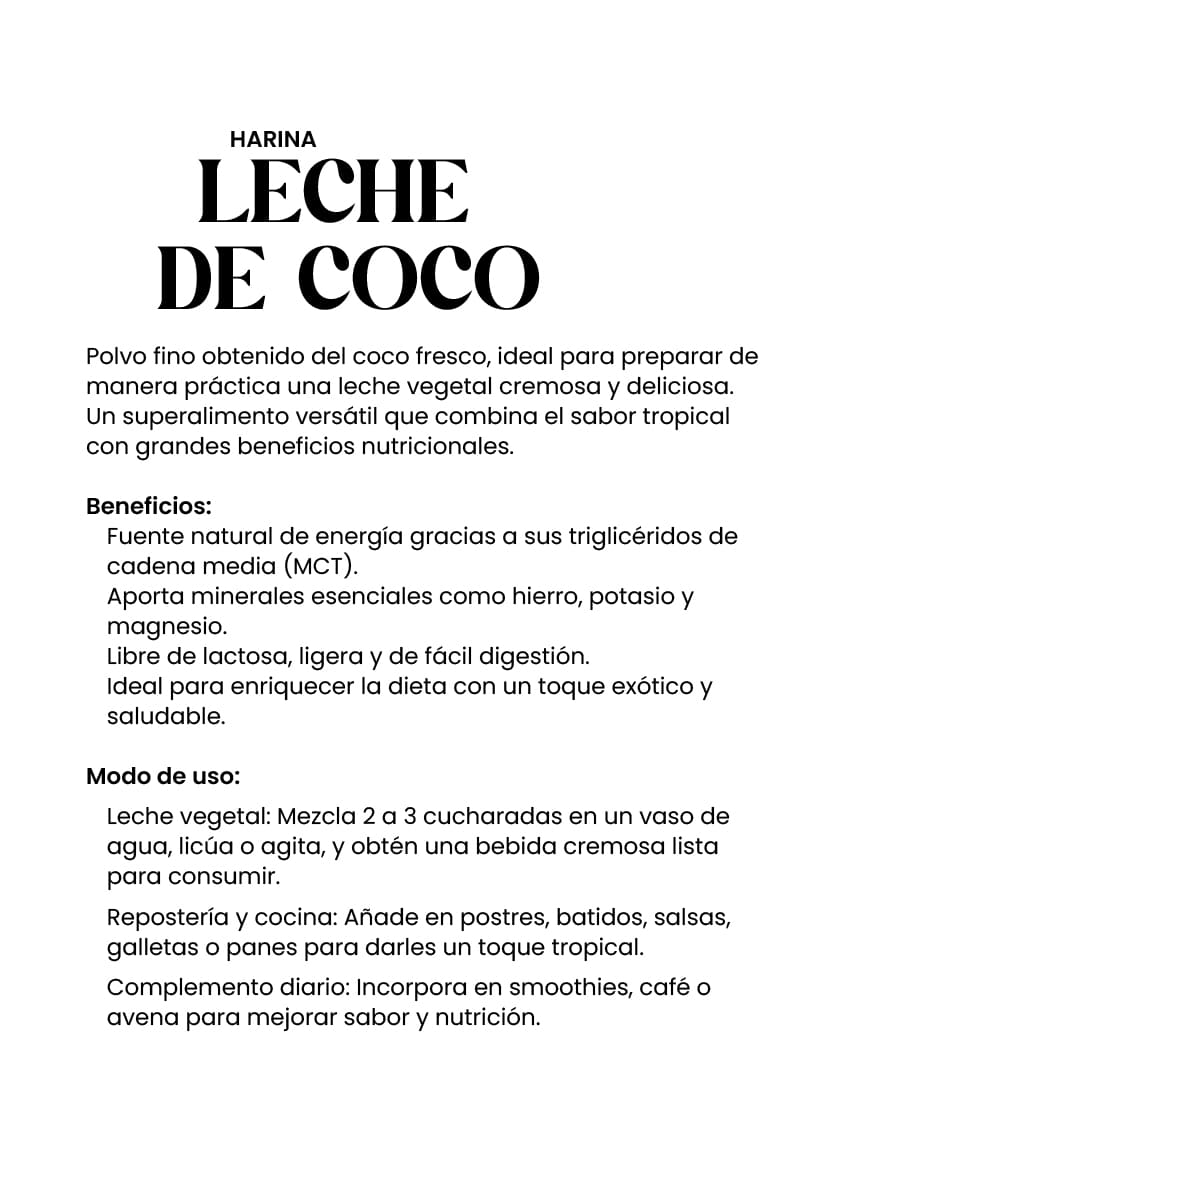 HARINA
LECHE
DE COCO
Polvo fino obtenido del coco fresco, ideal para preparar de
manera práctica una leche vegetal cremosa y deliciosa.
Un superalimento versátil que combina el sabor tropical
con grandes beneficios nutricionales.
Beneficios:
Fuente natural de energía gracias a sus triglicéridos de
cadena media (MCT).
Aporta minerales esenciales como hierro, potasio y
magnesio.
Libre de lactosa, ligera y de fácil digestión.
Ideal para enriquecer la dieta con un toque exótico y
saludable.
Modo de uso:
Leche vegetal: Mezcla 2 a 3 cucharadas en un vaso de
agua, licúa o agita, y obtén una bebida cremosa lista
para consumir.
Repostería y cocina: Añade en postres, batidos, salsas,
galletas o panes para darles un toque tropical.
Complemento diario: Incorpora en smoothies, café o
avena para mejorar sabor y nutrición.